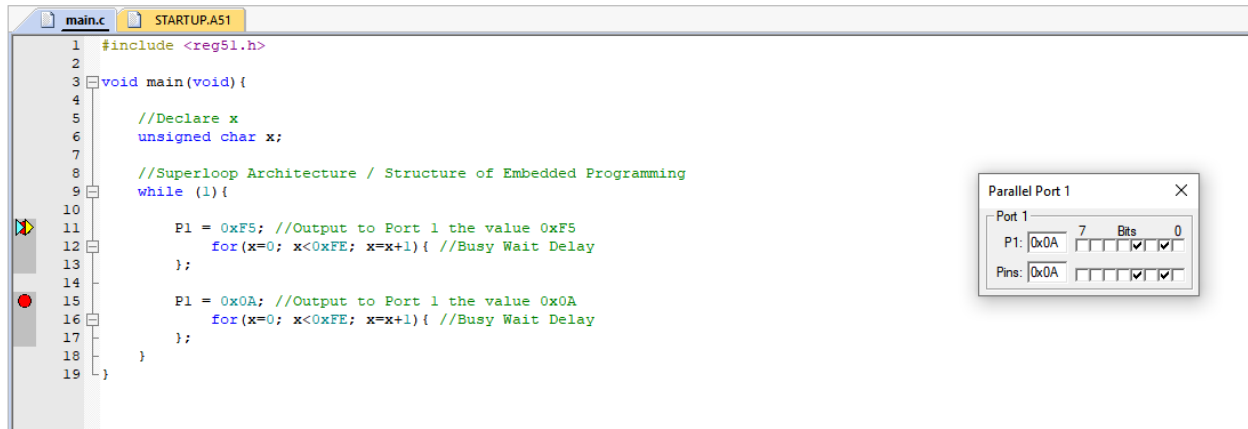 main.c STARTUP.A51
1 #include <reg51.h>
2
3 void main(void){
4
5 //Declare x
6 unsigned char x;
7
8 //Superloop Architecture / Structure of Embedded Programming
9 while (1){
10
11 P1 = 0xF5; //Output to Port 1 the value 0xF5
12 for(x=0; x<0xFE; x=x+1){ //Busy Wait Delay
13 };
14
15 P1 = 0x0A; //Output to Port 1 the value 0x0A
16 for(x=0; x<0xFE; x=x+1){ //Busy Wait Delay
17 };
18 }
19 }
Parallel Port 1
Port 1
7 Bits 0
P1: 0x0A
Pins: 0x0A